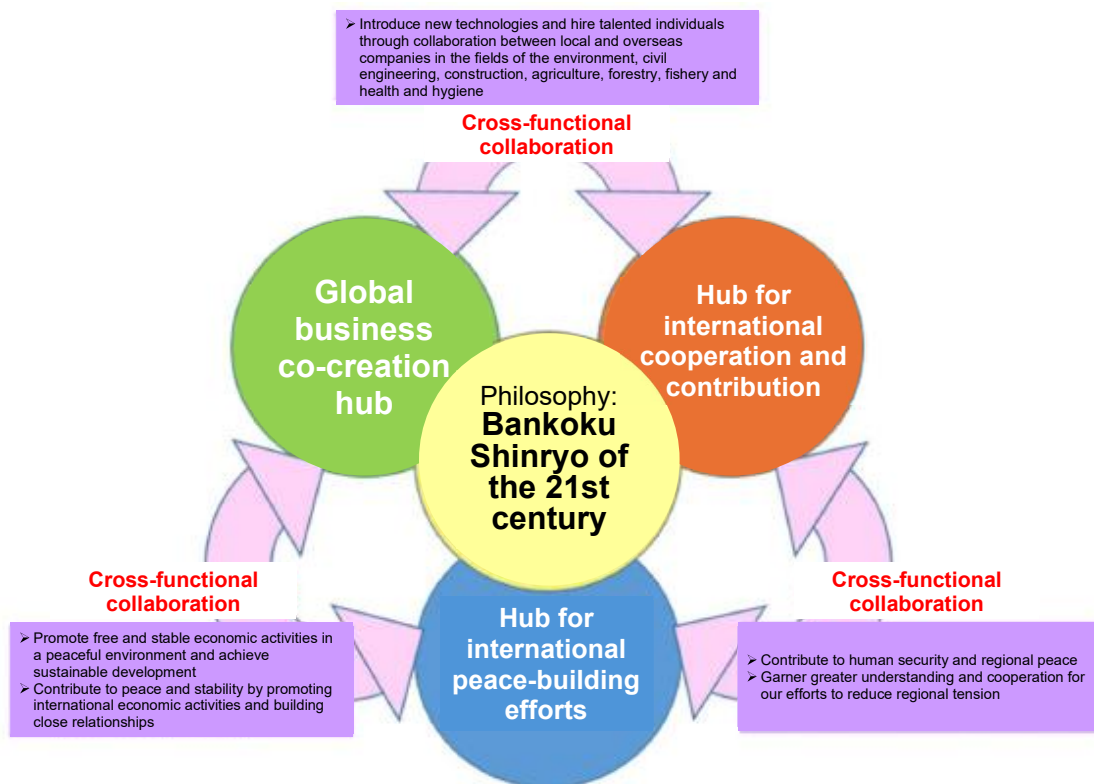 ➢ Introduce new technologies and hire talented individuals
through collaboration between local and overseas
companies in the fields of the environment, civil
engineering, construction, agriculture, forestry, fishery and
health and hygiene
Cross-functional
collaboration
Global
business
co-creation
hub
Hub for
international
cooperation and
contribution
Philosophy:
Bankoku
Shinryo of
the 21st
century
Cross-functional
collaboration
➢ Promote free and stable economic activities in
a peaceful environment and achieve
sustainable development
➢ Contribute to peace and stability by promoting
international economic activities and building
close relationships
Hub for
international
peace-building
efforts
Cross-functional
collaboration
➢ Contribute to human security and regional peace
➢ Garner greater understanding and cooperation for
our efforts to reduce regional tension